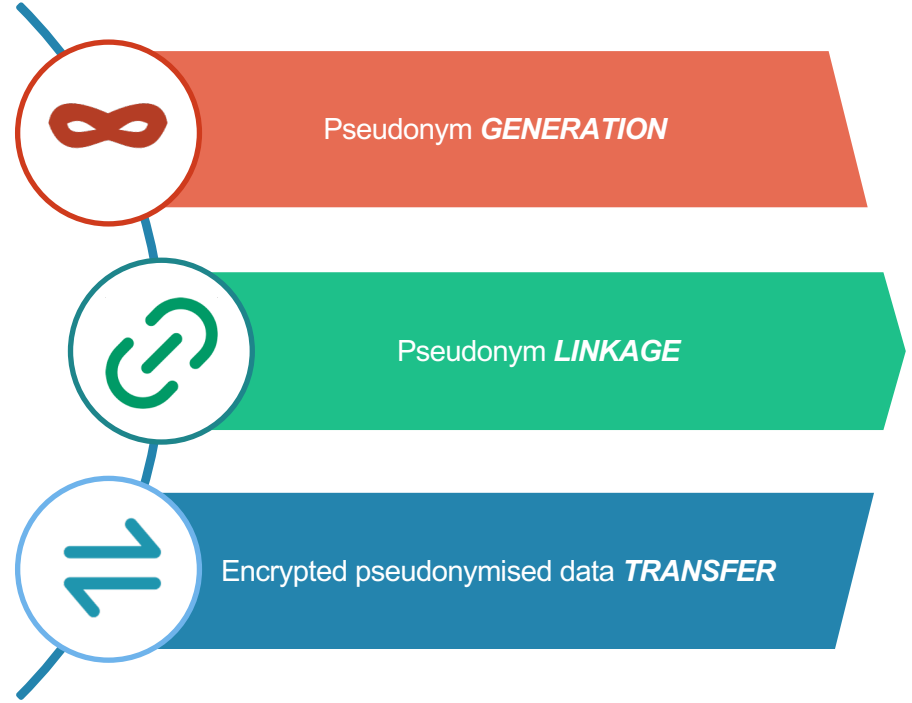 Pseudonym GENERATION
Pseudonym LINKAGE
Encrypted pseudonymised data TRANSFER